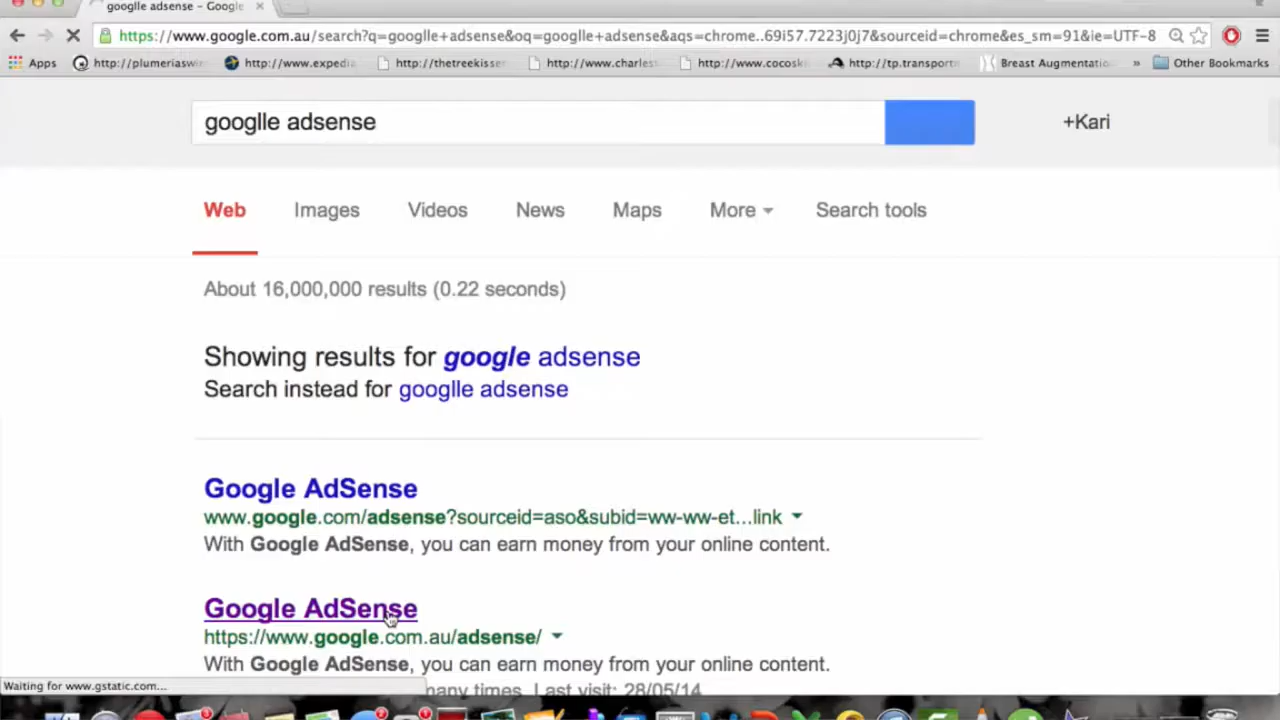 googlle adsense – Google
https://www.google.com.au/search?q=googlle+adsense&oq=googlle+adsense&aqs=chrome..69i57.7223j0j7&sourceid=chrome&es_sm=91&ie=UTF-8
Apps http://plumeriaswin http://www.expedia http://thetreekisser http://www.charlest http://www.cocosk http://tp.transportn Breast Augmentatio » Other Bookmarks
googlle adsense
+Kari
Web Images Videos News Maps More Search tools
About 16,000,000 results (0.22 seconds)
Showing results for google adsense
Search instead for googlle adsense
Google AdSense
www.google.com/adsense?sourceid=aso&subid=ww-ww-et...link
With Google AdSense, you can earn money from your online content.
Google AdSense
https://www.google.com.au/adsense/
With Google AdSense, you can earn money from your online content.
many times. Last visit: 28/05/14
Waiting for www.gstatic.com...